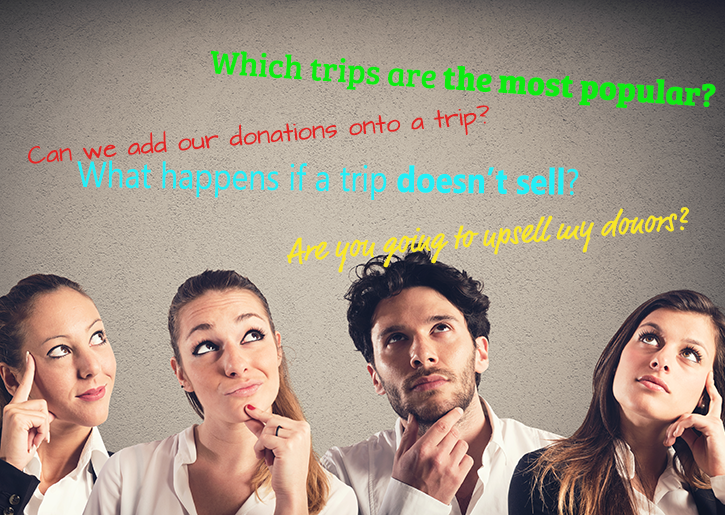 Which trips are the most popular?
Can we add our donations onto a trip?
What happens if a trip doesn't sell?
Are you going to upsell my donors?